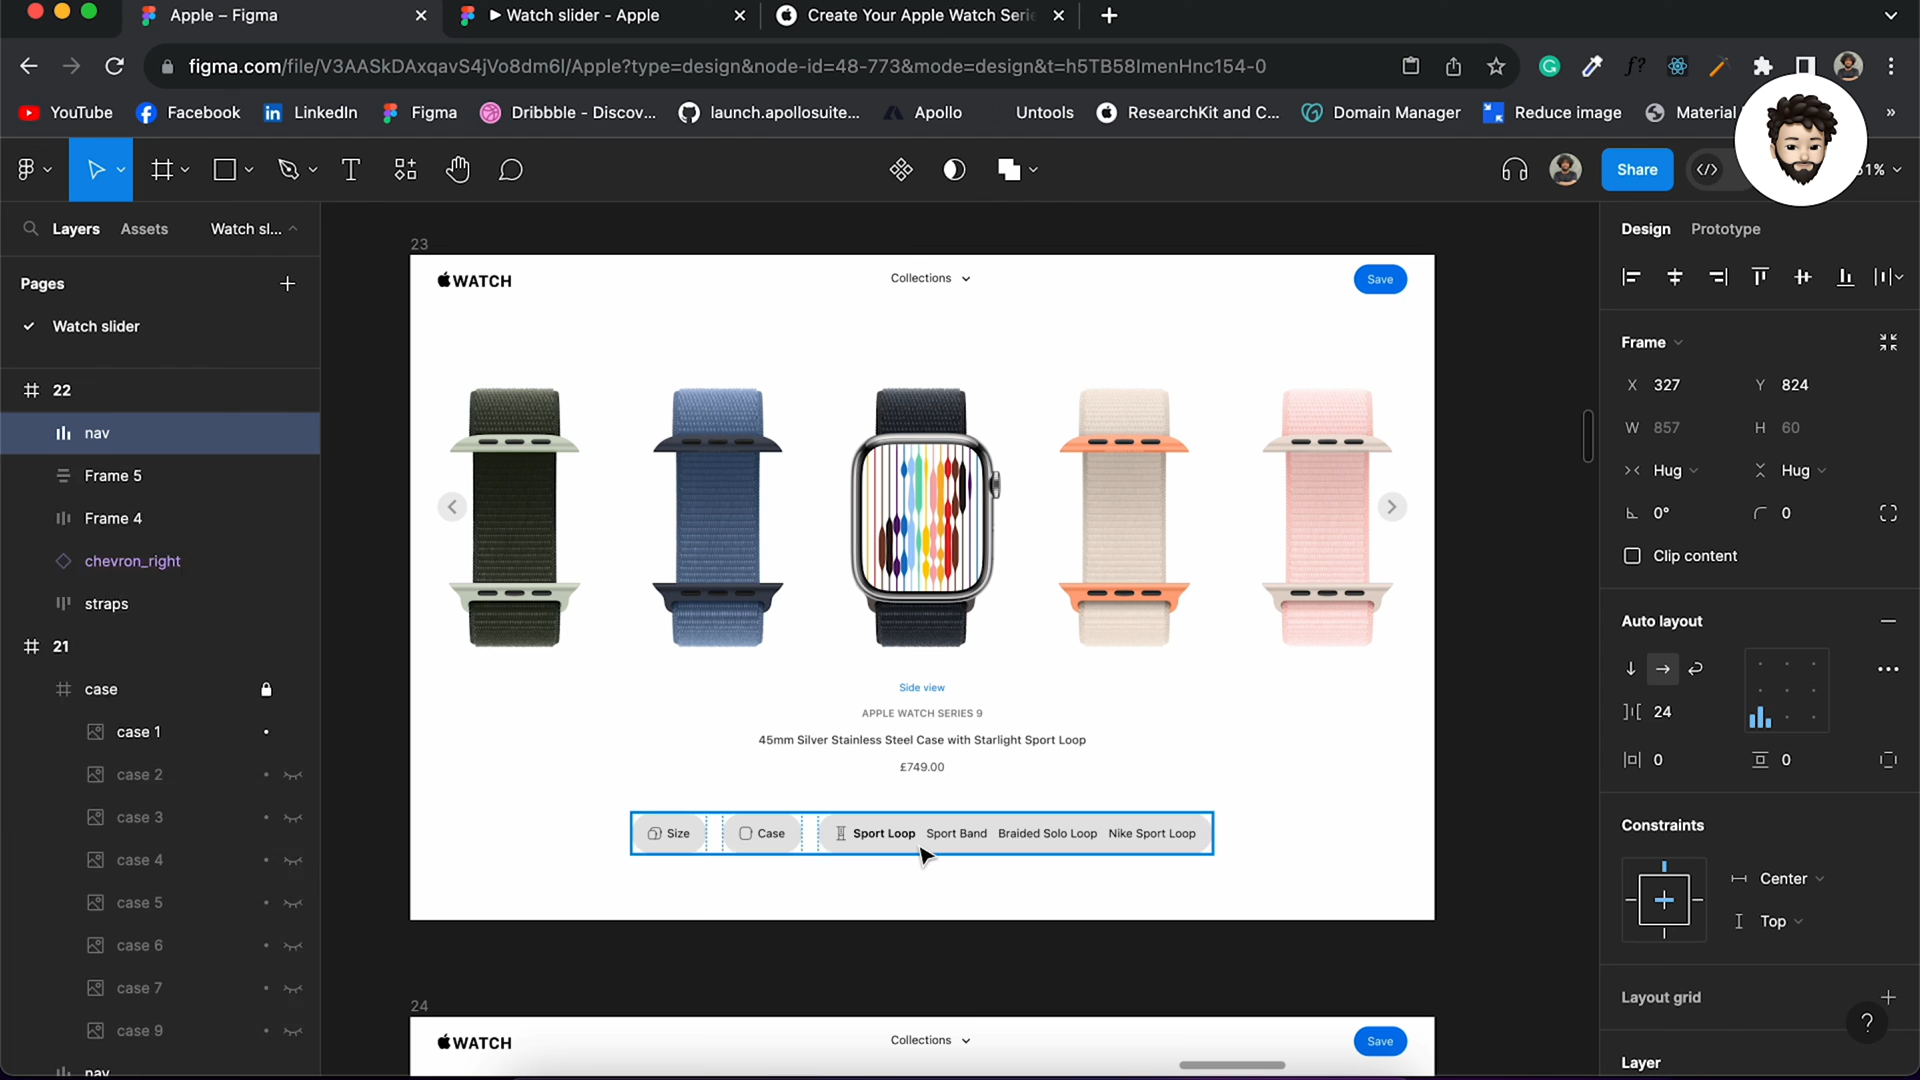 Apple – Figma
Watch slider - Apple
Create Your Apple Watch Serie
figma.com/file/V3AASkDAxqavS4jVo8dm6l/Apple?type=design&node-id=48-773&mode=design&t=h5TB58ImenHnc154-0
f?
YouTube
Facebook
LinkedIn
Figma
Dribbble - Discov...
launch.apollosuite...
Apollo
Untools
ResearchKit and C...
Domain Manager
Reduce image
Material
»
Share
1%
Layers
Assets
Watch sl...
Pages
Watch slider
22
nav
Frame 5
Frame 4
chevron_right
straps
21
case
case 1
case 2
case 3
case 4
case 5
case 6
case 7
case 9
nav
23
WATCH
Collections
Save
Side view
APPLE WATCH SERIES 9
45mm Silver Stainless Steel Case with Starlight Sport Loop
£749.00
Size
Case
Sport Loop
Sport Band
Braided Solo Loop
Nike Sport Loop
24
WATCH
Collections
Save
Design
Prototype
Frame
X 327
Y 824
W 857
H 60
Hug
Hug
0°
0
Clip content
Auto layout
24
0
0
Constraints
Center
Top
Layout grid
?
Layer